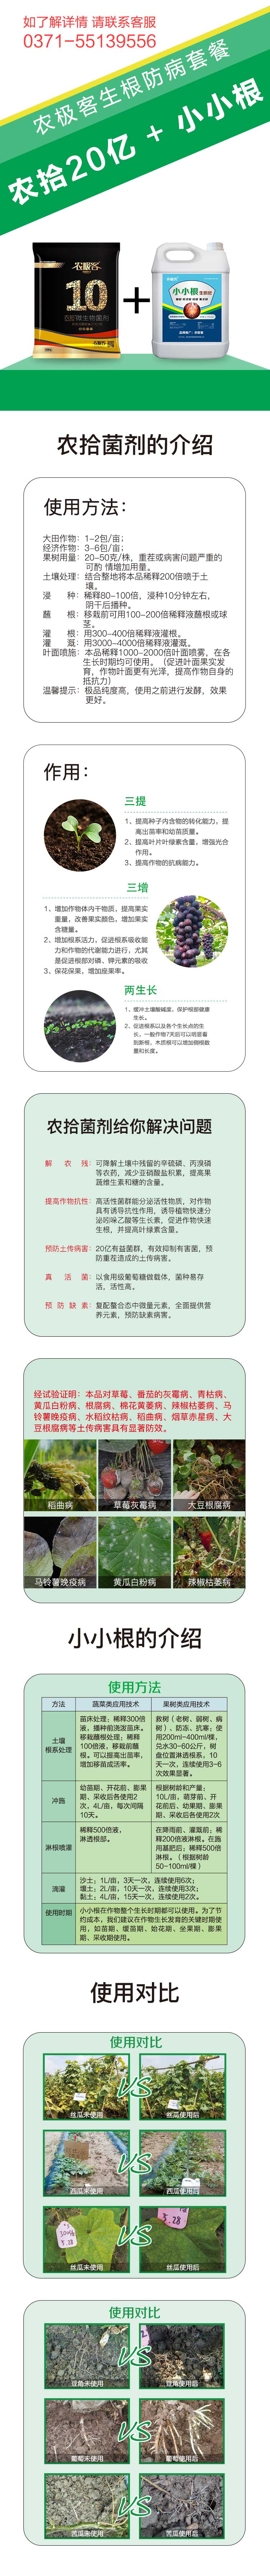 如了解详情 请联系客服
0371-55139556
农极客生根防病套餐
农拾20亿 + 小小根
农极客
10
小小根
生根剂
农拾菌剂的介绍
使用方法：
大田作物：1-2包/亩；
经济作物：3-6包/亩；
果树用量：20-50克/株，重茬或病害问题严重的
可酌 情增加用量。
土壤处理：结合整地将本品稀释200倍喷于土
壤。
浸 种：稀释80-100倍，浸种10分钟左右，
阴干后播种。
蘸 根：移栽前可用100-200倍稀释液蘸根或球
茎。
灌 根：用300-400倍稀释液灌根。
灌 溉：用3000-4000倍稀释液灌溉。
叶面喷施：本品稀释1000-2000倍叶面喷雾，在各
生长时期均可使用。（促进叶面果实发
育，作物叶面更有光泽，提高作物自身的
抵抗力）
温馨提示：极品纯度高，使用之前进行发酵，效果
更好。
作用：
三提
1、提高种子内含物的转化能力，提
高出苗率和幼苗质量。
2、提高叶片叶绿素含量，增强光合
作用。
3、提高作物的抗病能力。
三增
1、增加作物体内干物质，提高果实
重量，改善果实颜色，增加果实
含糖量。
2、增加根系活力，促进根系吸收能
力和作物的代谢能力进行，尤其
是促进根部对磷、钾元素的吸收
3、保花保果，增加座果率。
两生长
1、缓冲土壤酸碱度，保护根部健康
生长。
2、促进根系以及各个生长点的生
长，一般作物7天后可以明显看
到新根，木质根可以增加侧根数
量和长度。
农拾菌剂给你解决问题
解 农 残：可降解土壤中残留的辛硫磷、丙溴磷
等农药，减少亚硝酸盐积累，提高果
蔬维生素和糖的含量。
提高作物抗性：高活性菌群能分泌活性物质，对作物
具有诱导抗性作用，诱导植物快速分
泌吲哚乙酸等生长素，促进作物快速
生根，并提高叶绿素含量。
预防土传病害：20亿有益菌群，有效抑制有害菌，预
防重茬造成的土传病害。
真 活 菌：以食用级葡萄糖做载体，菌种易存
活，活性高。
预 防 缺 素：复配螯合态中微量元素，全面提供营
养元素，预防缺素病害。
经试验证明：本品对草莓、番茄的灰霉病、青枯病、
黄瓜白粉病、根腐病、棉花黄萎病、辣椒枯萎病、马
铃薯晚疫病、水稻纹枯病、稻曲病、烟草赤星病、大
豆根腐病等土传病害具有显著防效。
稻曲病
草莓灰霉病
大豆根腐病
马铃薯晚疫病
黄瓜白粉病
辣椒枯萎病
小小根的介绍
使用方法
方法
蔬菜类应用技术
果树类应用技术
土壤
根系处理
苗床处理：稀释300倍
液，播种前浇泼苗床。
移栽蘸根处理：稀释
100倍液，移栽前蘸
根。可以提高出苗率，
增加移苗成活率。
救树（老树、弱树、病
树）、防冻、抗寒；使
用200ml-400ml/棵，
兑水30-60公斤，树
盘位置淋透根系，10
天一次，连续使用3-6
次效果显著。
冲施
幼苗期、开花前、膨果
期、采收后各使用2
次，4L/亩，每次间隔
10天。
根据树龄和产量：
10L/亩，萌芽前、开
花前后、幼果期、膨果
期、采收后各使用2次
淋根喷灌
稀释500倍液，
淋透根部。
在降雨前、灌溉前；稀
释200倍液淋根。在施
用基肥后；稀释500倍
淋根。（根据树龄
50-100ml/棵）
滴灌
沙土：1L/亩，3天一次，连续使用6次；
壤土：2L/亩，10天一次，连续使用3次；
黏土：4L/亩，15天一次，连续使用2次。
使用时期
小小根在作物整个生长时期都可以使用。为了节
约成本，我们建议在作物生长发育的关键时期使
用，如苗期、缓苗期、始花期、坐果期、膨果
期、采收期使用。
使用对比
使用对比
丝瓜未使用
VS
丝瓜使用后
西瓜未使用
VS
西瓜使用后
丝瓜未使用
VS
丝瓜使用后
使用对比
豆角未使用
VS
豆角使用后
葡萄未使用
VS
葡萄使用后
苦瓜未使用
VS
苦瓜使用后